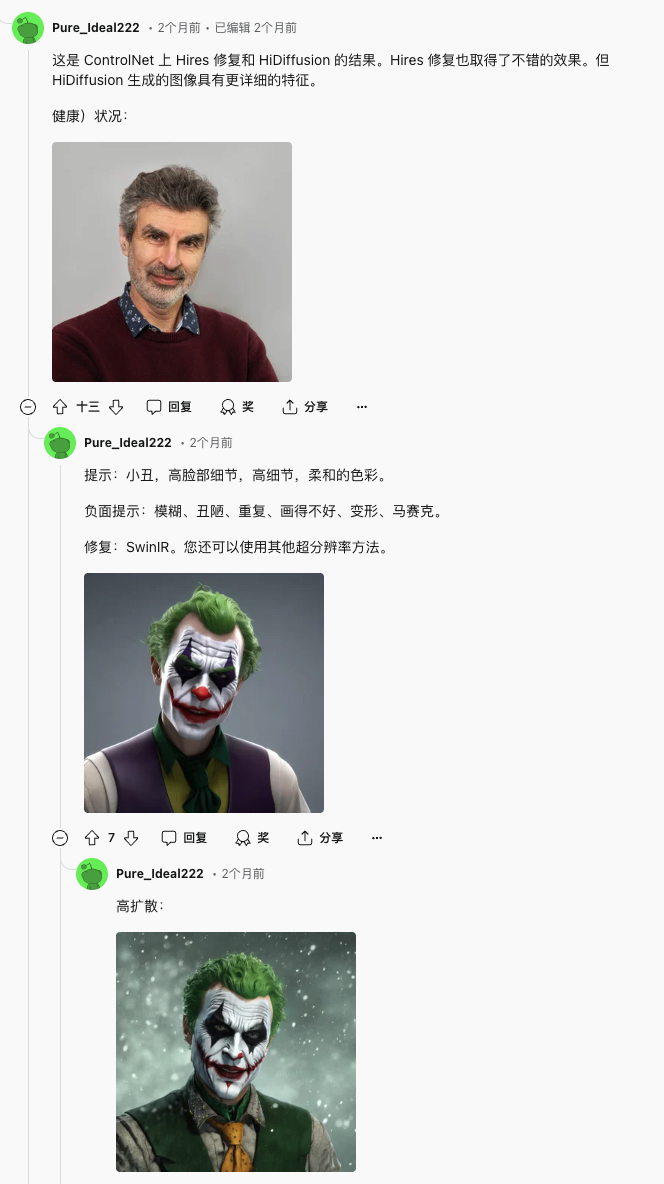 Pure_Ideal222 • 2个月前 • 已编辑 2个月前
这是 ControlNet 上 Hires 修复和 HiDiffusion 的结果。Hires 修复也取得了不错的效果。但
HiDiffusion 生成的图像具有更详细的特征。
健康）状况：
十三 回复 奖 分享
Pure_Ideal222 • 2个月前
提示：小丑，高脸部细节，高细节，柔和的色彩。
负面提示：模糊、丑陋、重复、画得不好、变形、马赛克。
修复：SwinIR。您还可以使用其他超分辨率方法。
7 回复 奖 分享
Pure_Ideal222 • 2个月前
高扩散：